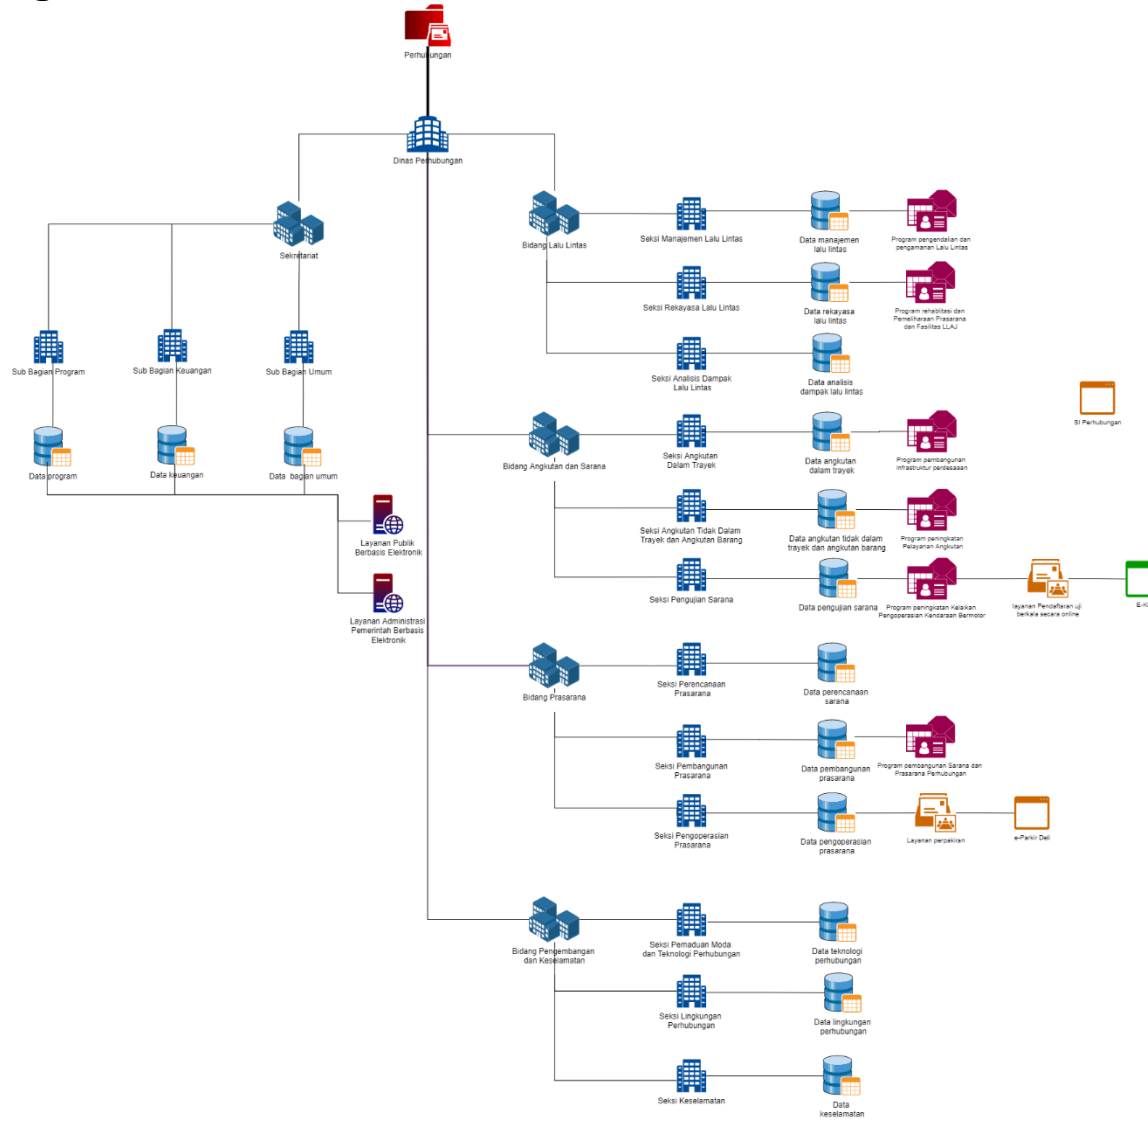 Perhubungan
Dinas Perhubungan
Sekretariat
Sub Bagian Program
Sub Bagian Keuangan
Sub Bagian Umum
Data program
Data keuangan
Data bagian umum
Layanan Publik
Berbasis Elektronik
Layanan Administrasi
Pemerintah Berbasis
Elektronik
Bidang Lalu Lintas
Seksi Manajemen Lalu Lintas
Data manajemen
lalu lintas
Program pengendalian dan
pengamanan Lalu Lintas
Seksi Rekayasa Lalu Lintas
Data rekayasa
lalu lintas
Program rehablitasi dan
Pemeliharaan Prasarana
dan Fasilitas LLAJ
Seksi Analisis Dampak
Lalu Lintas
Data analisis
dampak lalu lintas
SI Perhubungan
Bidang Angkutan dan Sarana
Seksi Angkutan
Dalam Trayek
Data angkutan
dalam trayek
Program pembangunan
infrastruktur perdesaaan
Seksi Angkutan Tidak Dalam
Trayek dan Angkutan Barang
Data angkutan tidak dalam
trayek dan angkutan barang
Program peningkatan
Pelayanan Angkutan
Seksi Pengujian Sarana
Data pengujian sarana
Program peningkatan Kelaikan
Pengoperasian Kendaraan Bermotor
layanan Pendaftaran uji
berkala secara online
Bidang Prasarana
Seksi Perencanaan
Prasarana
Data perencanaan
sarana
Seksi Pembangunan
Prasarana
Data pembangunan
prasarana
Program pembangunan Sarana dan
Prasarana Perhubungan
Seksi Pengoperasian
Prasarana
Data pengoperasian
prasarana
Layanan perpakiran
e-Parkir Deli
Bidang Pengembangan
dan Keselamatan
Seksi Pemaduan Moda
dan Teknologi Perhubungan
Data teknologi
perhubungan
Seksi Lingkungan
Perhubungan
Data lingkungan
perhubungan
Seksi Keselamatan
Data
keselamatan